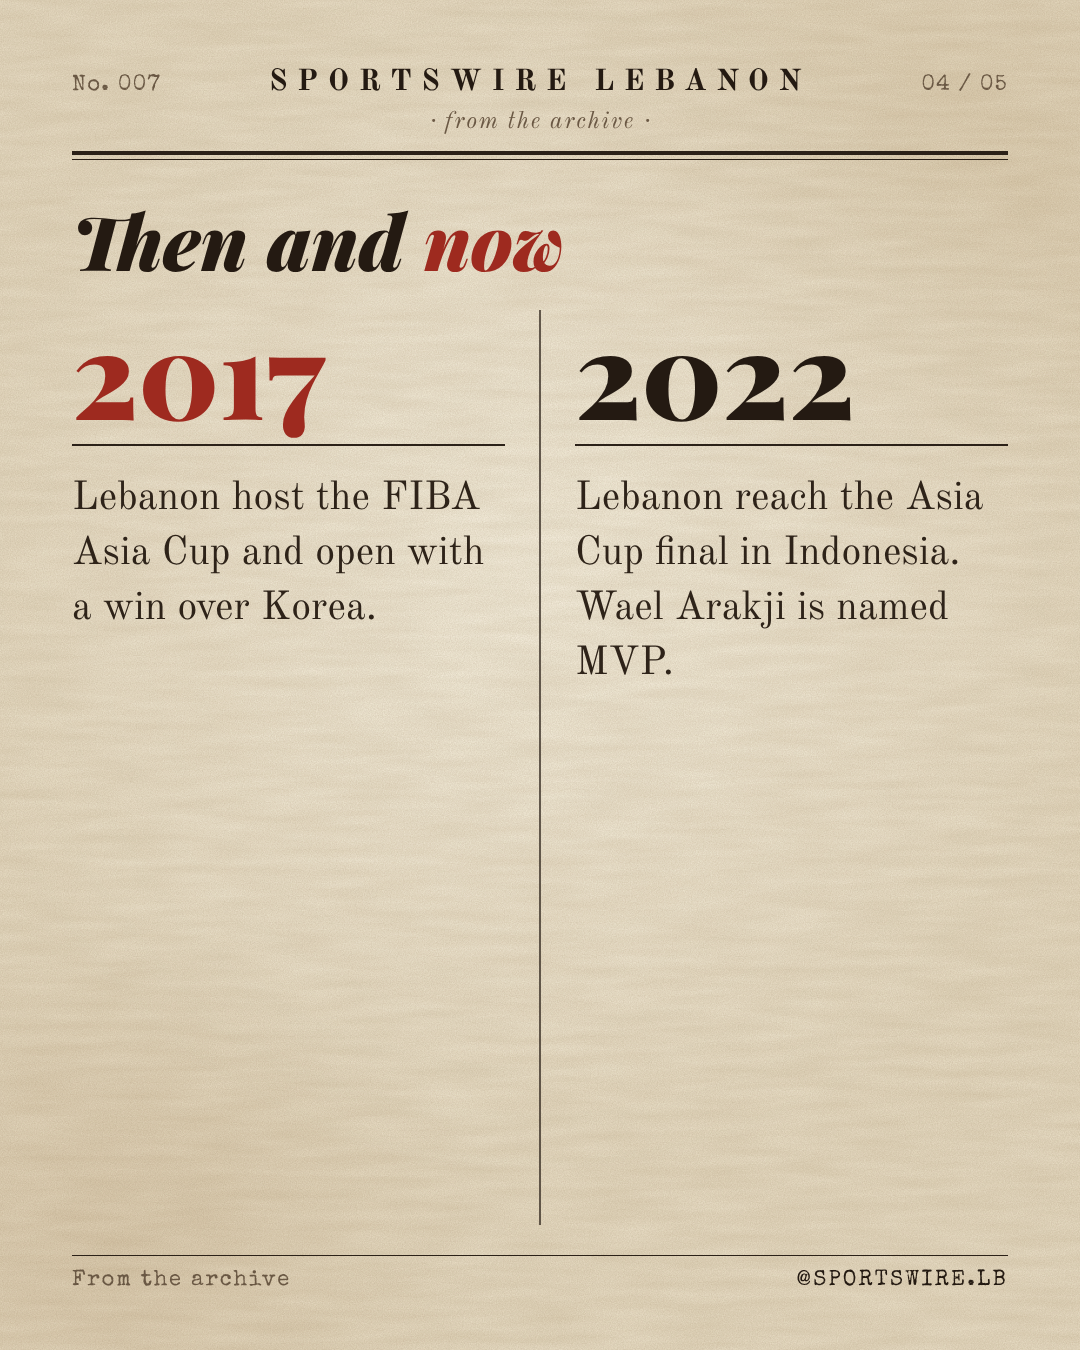 No. 007
SPORTSWIRE LEBANON
04 / 05
· from the archive ·
Then and now
2017
Lebanon host the FIBA
Asia Cup and open with
a win over Korea.
2022
Lebanon reach the Asia
Cup final in Indonesia.
Wael Arakji is named
MVP.
From the archive
@SPORTSWIRE.LB